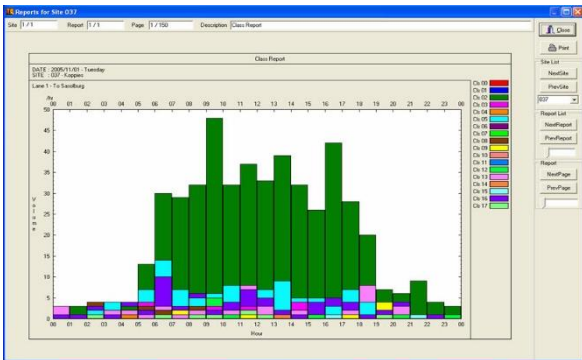 Reports for Site 037
Site 1 / 1 Report 1 / 1 Page 1 / 150 Description Class Report
Close
Print
Site List
NextSite
PrevSite
037
Report List
NextReport
PrevReport
Report
NextPage
PrevPage
Class Report
DATE : 2005/11/01 - Tuesday
SITE : 037 - Koppies
Lane 1 - To Sasolburg
00 01 02 03 04 05 06 07 08 09 10 11 12 13 14 15 16 17 18 19 20 21 22 23 00
50
45
40
35
30
25
20
15
10
5
Volume
00 01 02 03 04 05 06 07 08 09 10 11 12 13 14 15 16 17 18 19 20 21 22 23 00
Hour
Cls 00
Cls 01
Cls 02
Cls 03
Cls 04
Cls 05
Cls 06
Cls 07
Cls 08
Cls 09
Cls 10
Cls 11
Cls 12
Cls 13
Cls 14
Cls 15
Cls 16
Cls 17